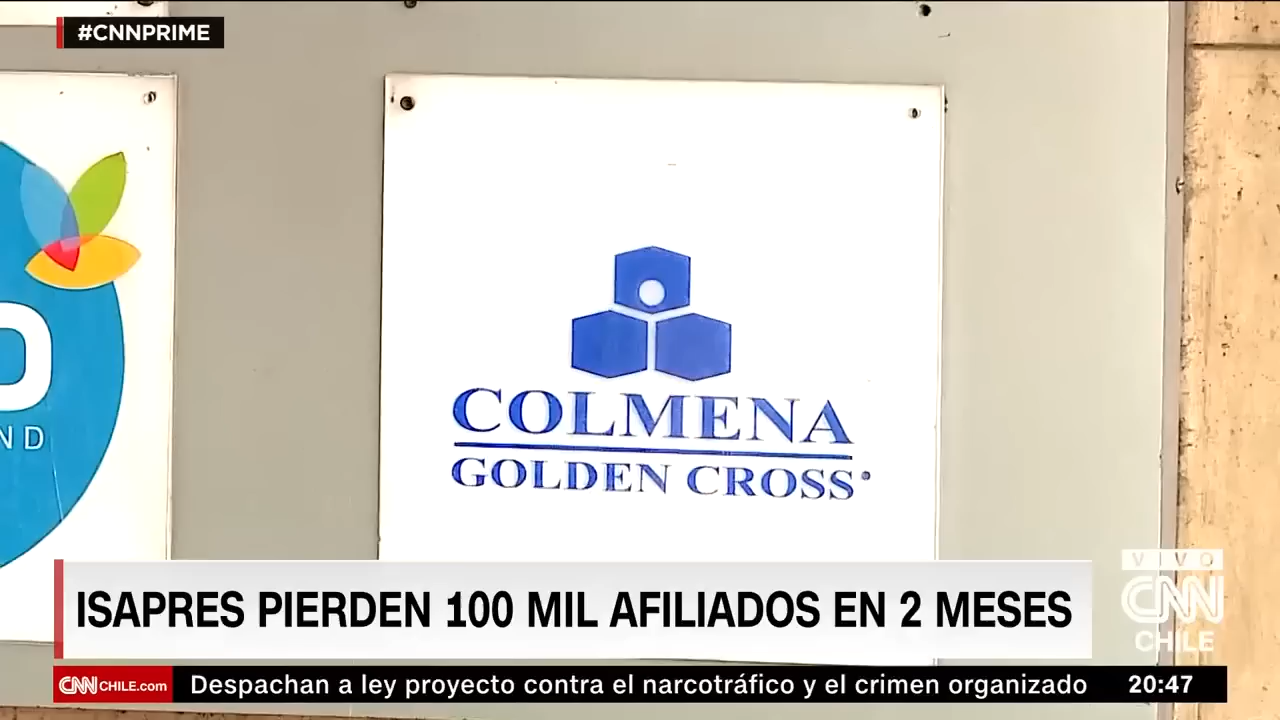 #CNNPRIME
COLMENA
GOLDEN CROSS
ISAPRES PIERDEN 100 MIL AFILIADOS EN 2 MESES
VIVO
CNN
CHILE
CNNCHILE.com Despachan a ley proyecto contra el narcotráfico y el crimen organizado 20:47